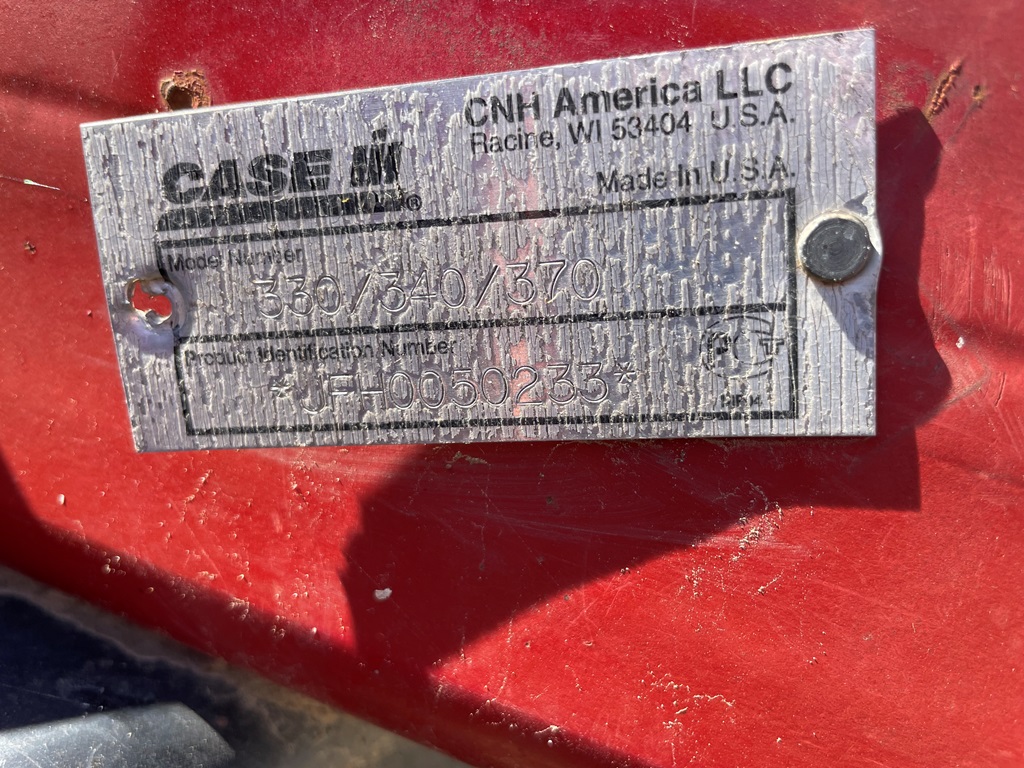 CNH America LLC
Racine, WI 53404 U.S.A.
CASE IH
®
Made in U.S.A.
Model Number
330/340/370
Product Identification Number
*JFH0050233*